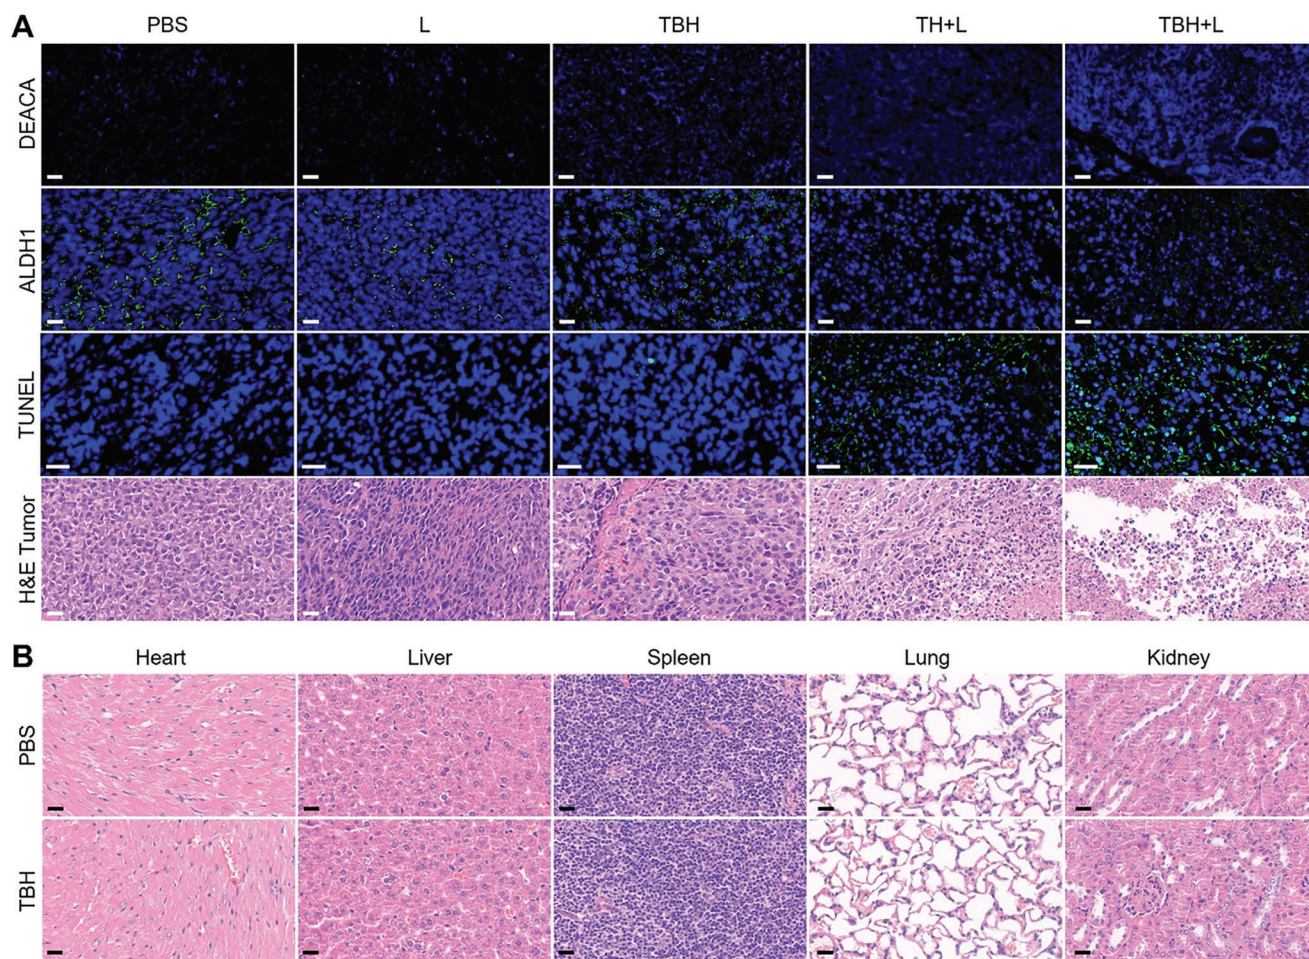 A
PBS L TBH TH+L TBH+L
DEACA
ALDH1
TUNEL
H&E Tumor
B
Heart Liver Spleen Lung Kidney
PBS
TBH